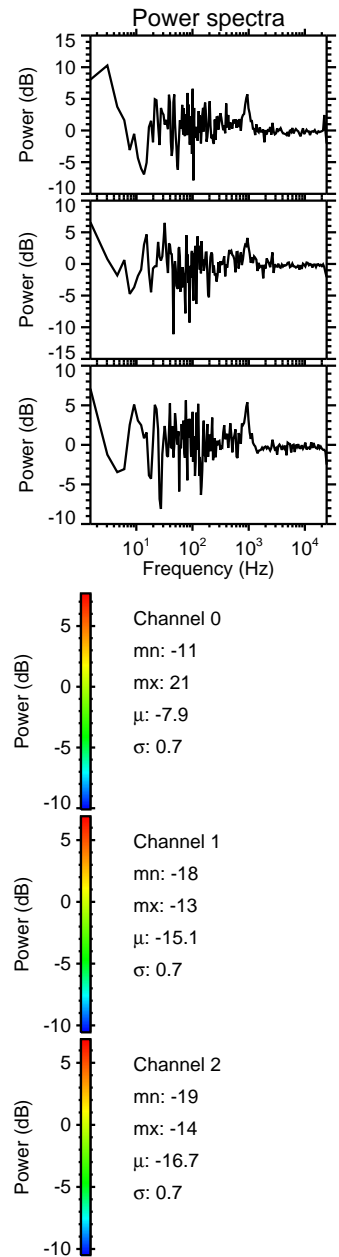 Power spectra
15
10
5
0
-5
-10
Power (dB)
10
5
0
-5
-10
-15
Power (dB)
10
5
0
-5
-10
Power (dB)
10¹ 10² 10³ 10⁴
Frequency (Hz)
5
0
-5
-10
Power (dB)
Channel 0
mn: -11
mx: 21
μ: -7.9
σ: 0.7
5
0
-5
-10
Power (dB)
Channel 1
mn: -18
mx: -13
μ: -15.1
σ: 0.7
5
0
-5
-10
Power (dB)
Channel 2
mn: -19
mx: -14
μ: -16.7
σ: 0.7